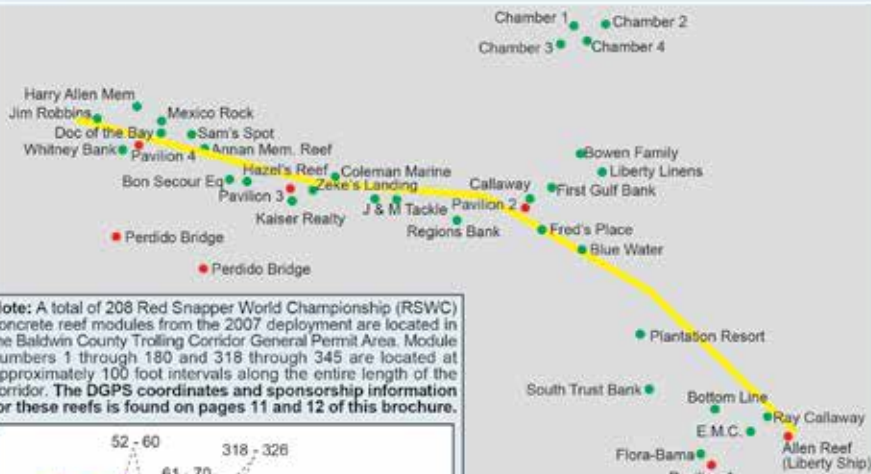 Chamber 1
Chamber 2
Chamber 3
Chamber 4
Harry Allen Mem
Jim Robbins
Mexico Rock
Doc of the Bay
Sam's Spot
Whitney Bank
Pavilion 4
Annan Mem. Reef
Bowen Family
Hazel's Reef
Coleman Marine
Liberty Linens
Bon Secour Eq
Zeke's Landing
Callaway
First Gulf Bank
Pavilion 3
J & M Tackle
Pavilion 2
Kaiser Realty
Regions Bank
Fred's Place
Perdido Bridge
Blue Water
Perdido Bridge
ote: A total of 208 Red Snapper World Championship (RSWC)
oncrete reef modules from the 2007 deployment are located in
he Baldwin County Trolling Corridor General Permit Area. Module
umbers 1 through 180 and 318 through 345 are located at
pproximately 100 foot intervals along the entire length of the
orridor. The DGPS coordinates and sponsorship information
or these reefs is found on pages 11 and 12 of this brochure.
Plantation Resort
South Trust Bank
Bottom Line
Ray Callaway
E.M.C.
Allen Reef
(Liberty Ship)
Flora-Bama
52 - 60
318 - 326
61 - 70